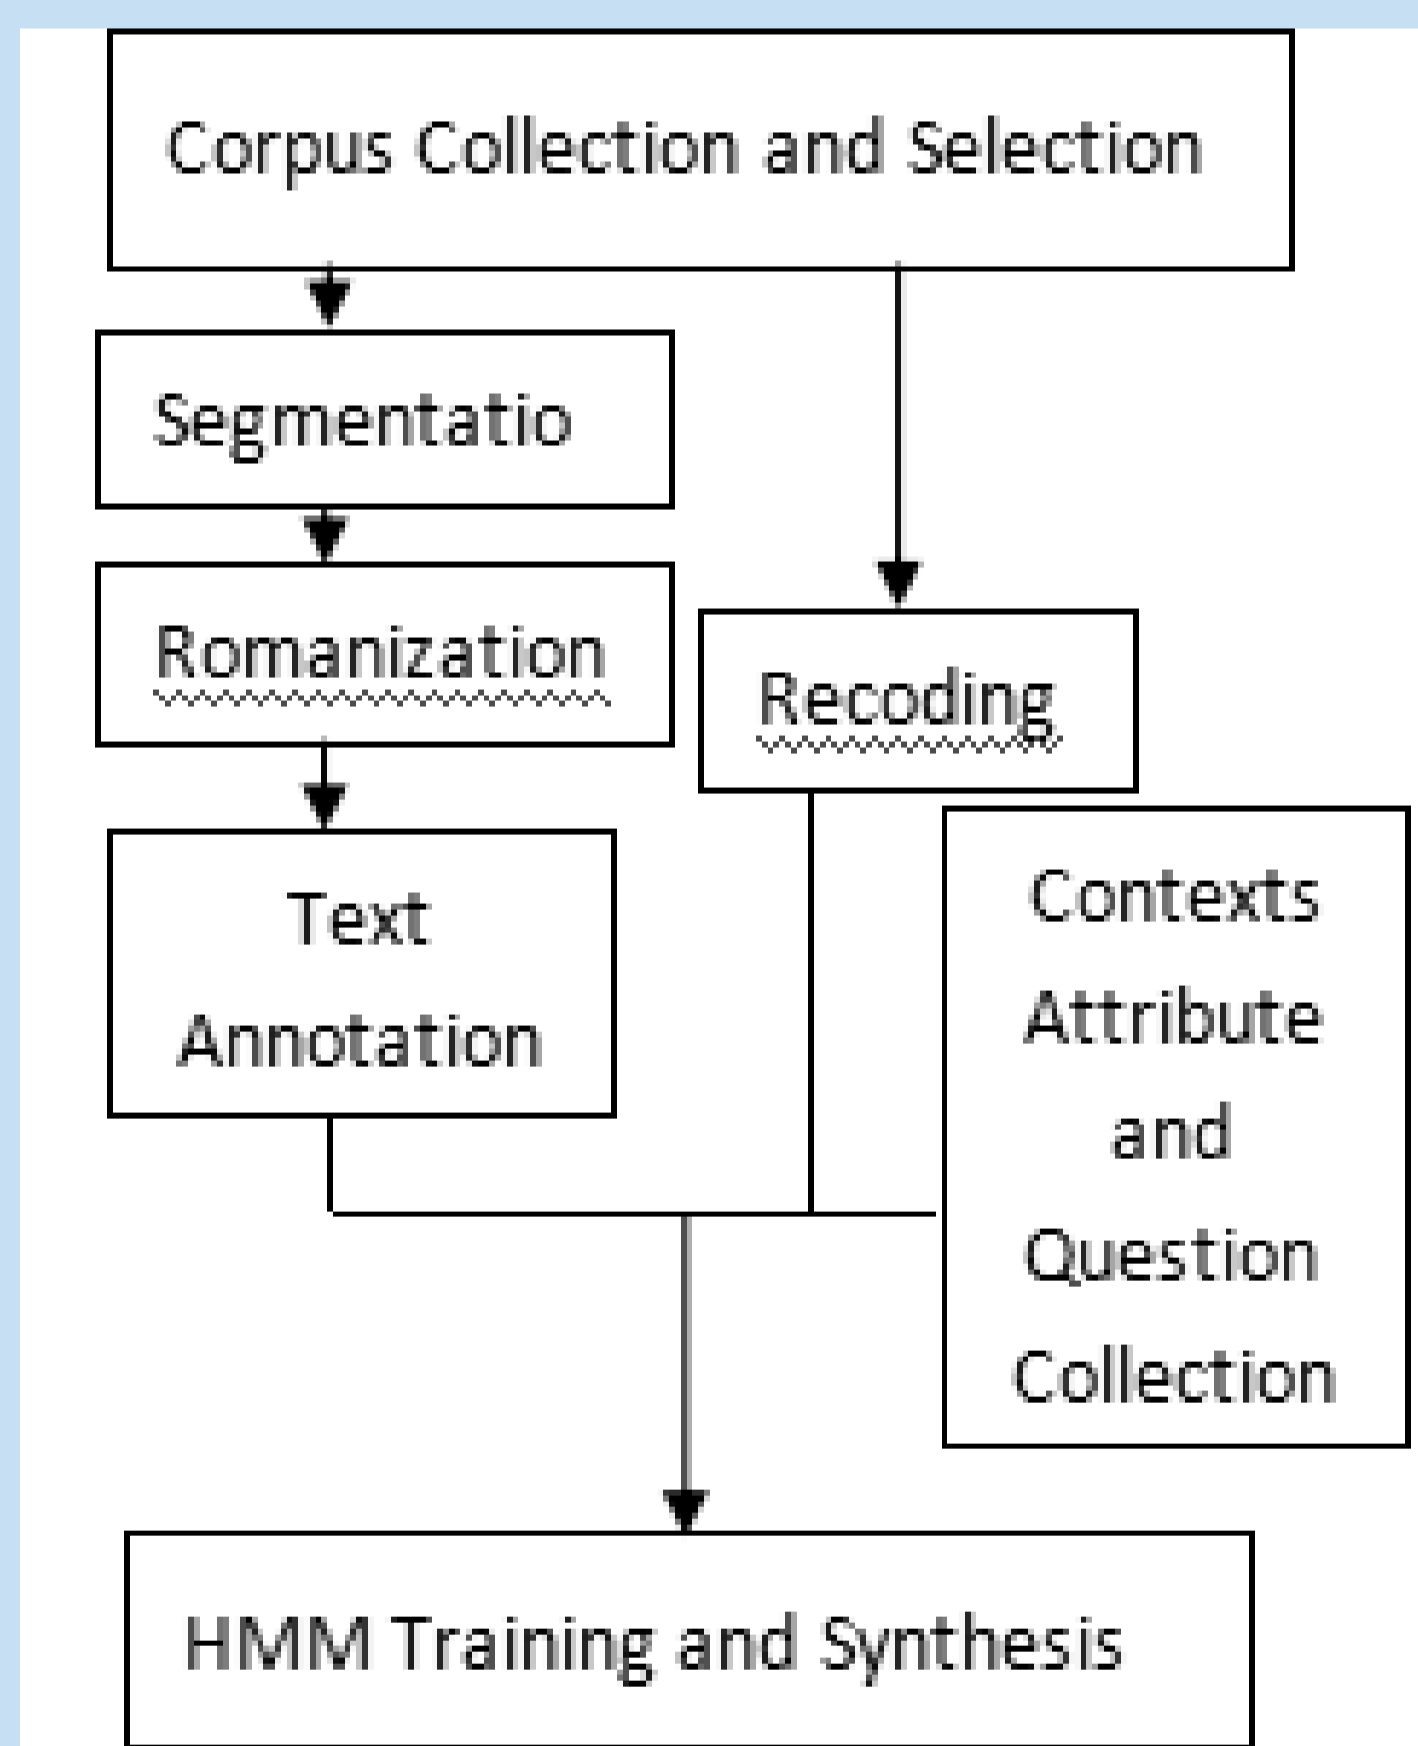 Corpus Collection and Selection
Segmentatio
Romanization
Recoding
Text
Annotation
Contexts
Attribute
and
Question
Collection
HMM Training and Synthesis